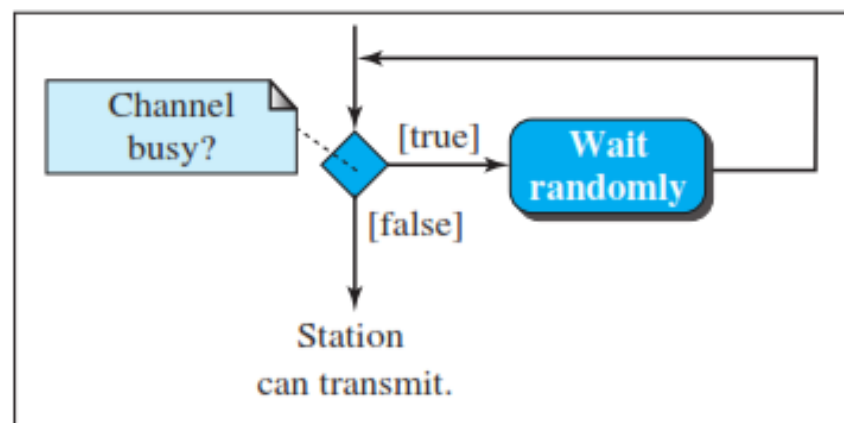 Channel
busy?
[true]
Wait
randomly
[false]
Station
can transmit.